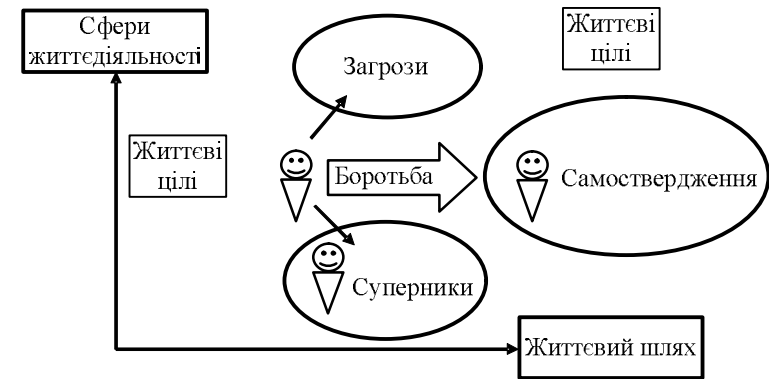 Сфери
життєдіяльності
Загрози
Життєві
цілі
Життєві
цілі
Боротьба
Самоствердження
Суперники
Життєвий шлях